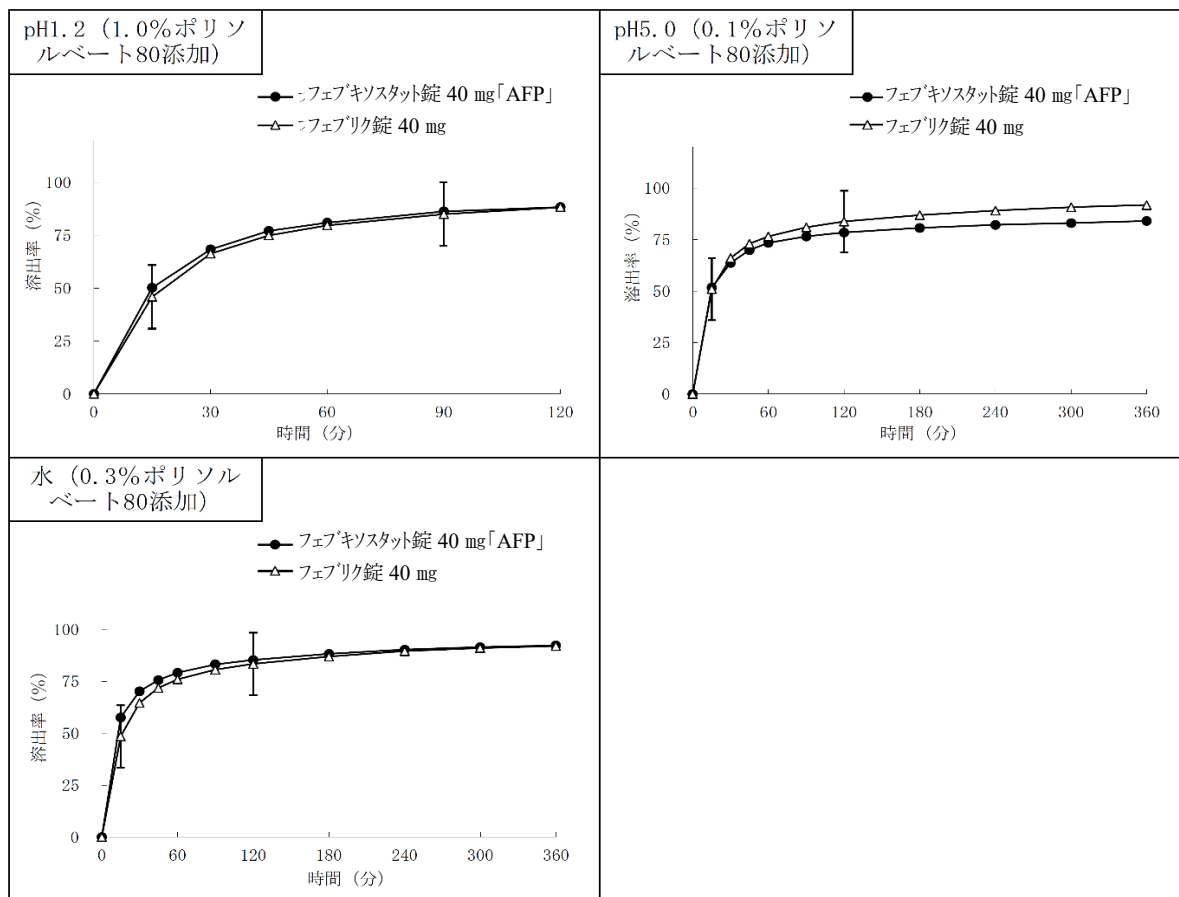 pH1.2 (1.0%ポリソ
ルベート80添加)
フェブキソスタット錠 40 mg「AFP」
フェブリク錠 40 mg
溶出率 (%)
100
75
50
25
0
0 30 60 90 120
時間 (分)
pH5.0 (0.1%ポリソ
ルベート80添加)
フェブキソスタット錠 40 mg「AFP」
フェブリク錠 40 mg
溶出率 (%)
100
75
50
25
0
0 60 120 180 240 300 360
時間 (分)
水 (0.3%ポリソル
ベート80添加)
フェブキソスタット錠 40 mg「AFP」
フェブリク錠 40 mg
溶出率 (%)
100
75
50
25
0
0 60 120 180 240 300 360
時間 (分)